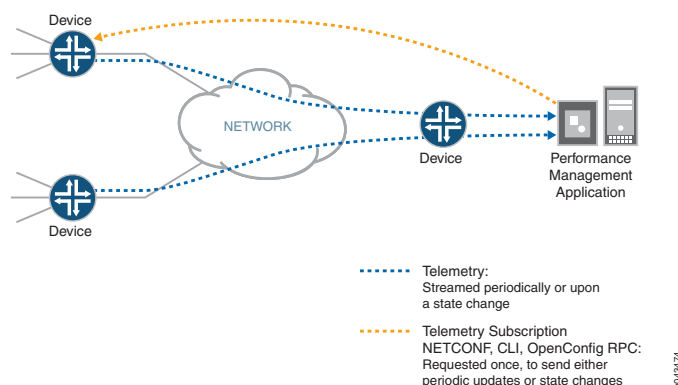 Device
NETWORK
Device
Performance
Management
Application
Device
Telemetry:
Streamed periodically or upon
a state change
Telemetry Subscription
NETCONF, CLI, OpenConfig RPC:
Requested once, to send either
periodic updates or state changes